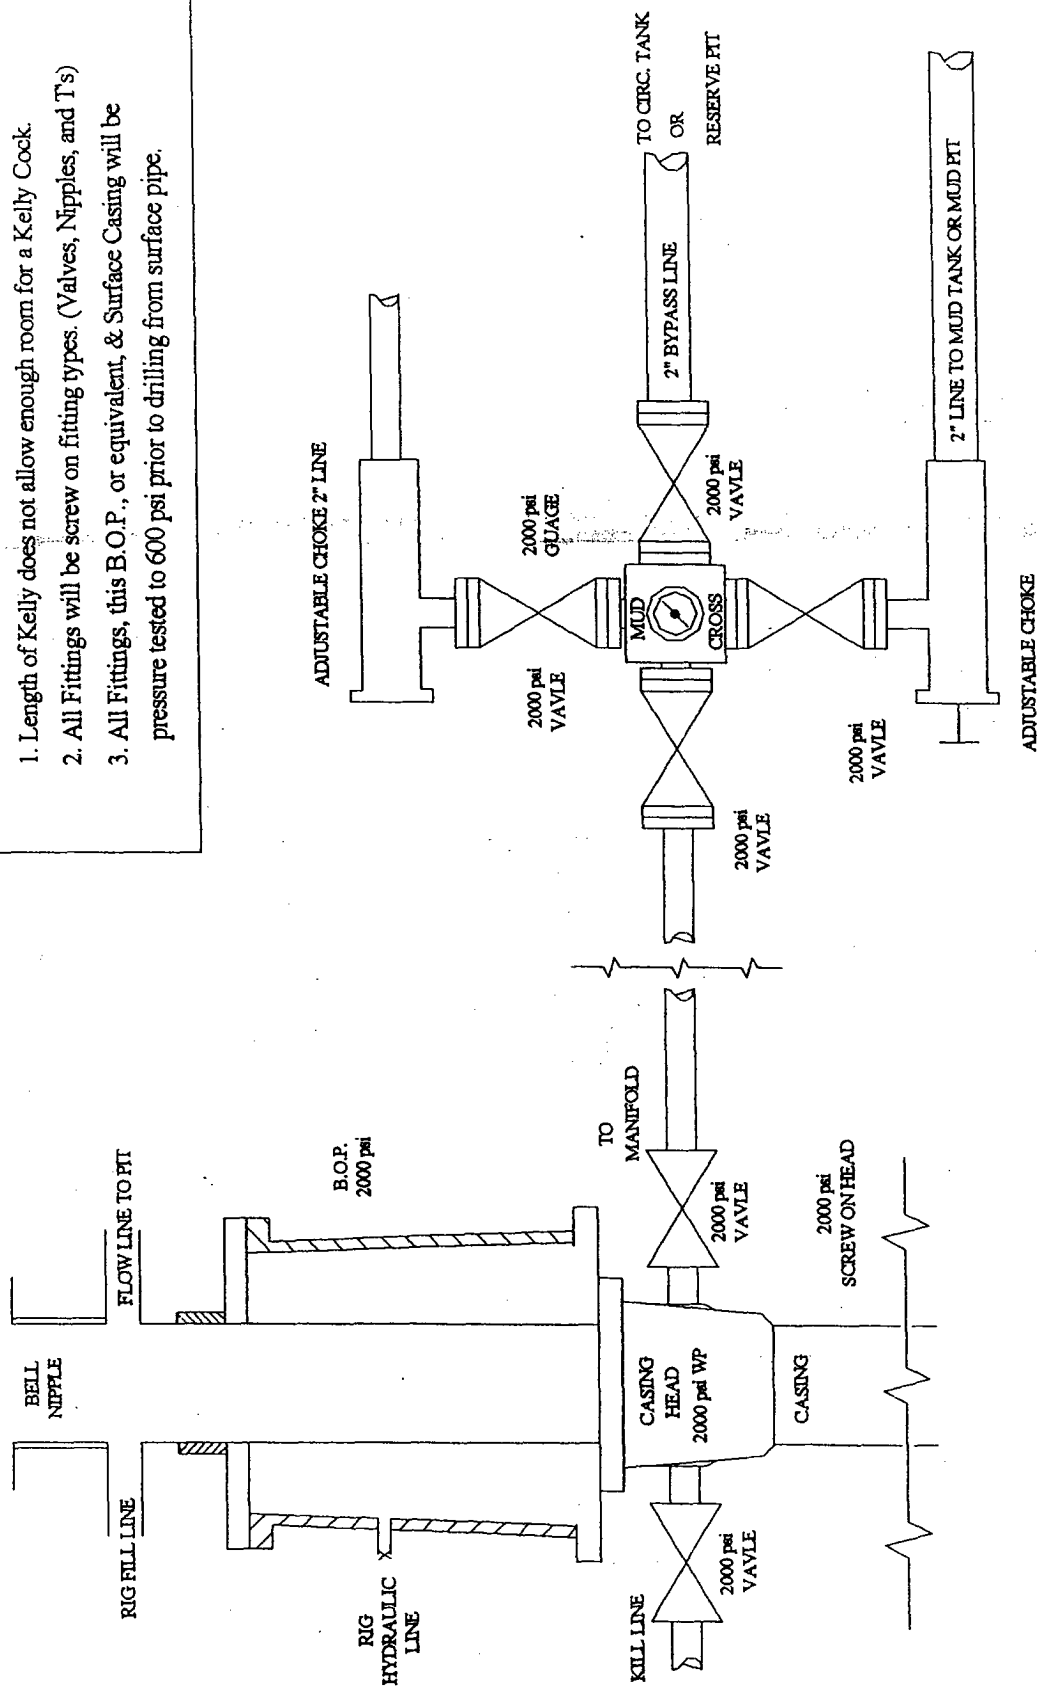 1. Length of Kelly does not allow enough room for a Kelly Cock.
2. All Fittings will be screw on fitting types. (Valves, Nipples, and T's)
3. All Fittings, this B.O.P., or equivalent, & Surface Casing will be
pressure tested to 600 psi prior to drilling from surface pipe.
BELL
NIPPLE
RIG FILL LINE
FLOW LINE TO PIT
B.O.P.
2000 psi
RIG
HYDRAULIC
LINE
KILL LINE
2000 psi
VAVLE
CASING
HEAD
2000 psi WP
CASING
TO
MANIFOLD
2000 psi
VAVLE
2000 psi
SCREW ON HEAD
ADJUSTABLE CHOKE 2" LINE
2000 psi
VAVLE
2000 psi
GUAGE
MUD
CROSS
2000 psi
VAVLE
2000 psi
VAVLE
2" BYPASS LINE
TO CIRC. TANK
OR
RESERVE PIT
2000 psi
VAVLE
2" LINE TO MUD TANK OR MUD PIT
ADJUSTABLE CHOKE